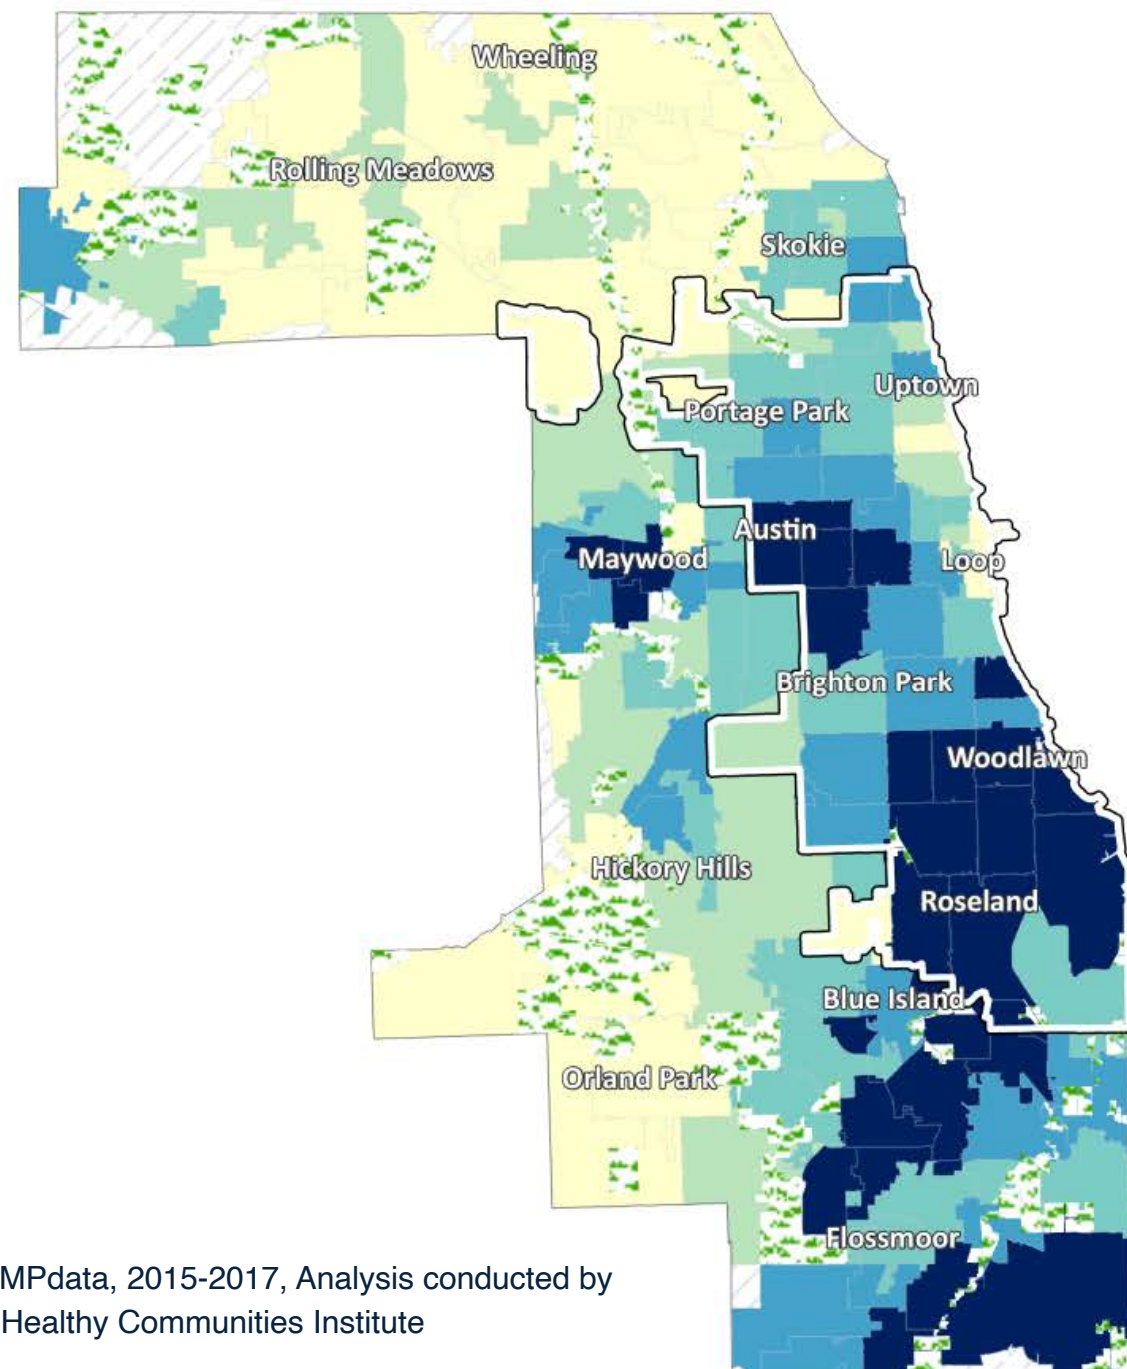 Wheeling
Rolling Meadows
Skokie
Uptown
Portage Park
Austin
Maywood
Loop
Brighton Park
Woodlawn
Hickory Hills
Roseland
Blue Island
Orland Park
Flossmoor
MPdata, 2015-2017, Analysis conducted by
Healthy Communities Institute